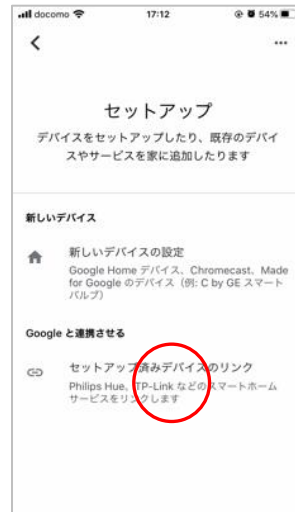 docomo 17:12 54%
セットアップ
デバイスをセットアップしたり、既存のデバイ
スやサービスを家に追加したりします
新しいデバイス
新しいデバイスの設定
Google Home デバイス、Chromecast、Made
for Google のデバイス（例: C by GE スマート
バルブ）
Google と連携させる
セットアップ済みデバイスのリンク
Philips Hue、TP-Link などのスマートホーム
サービスをリンクします